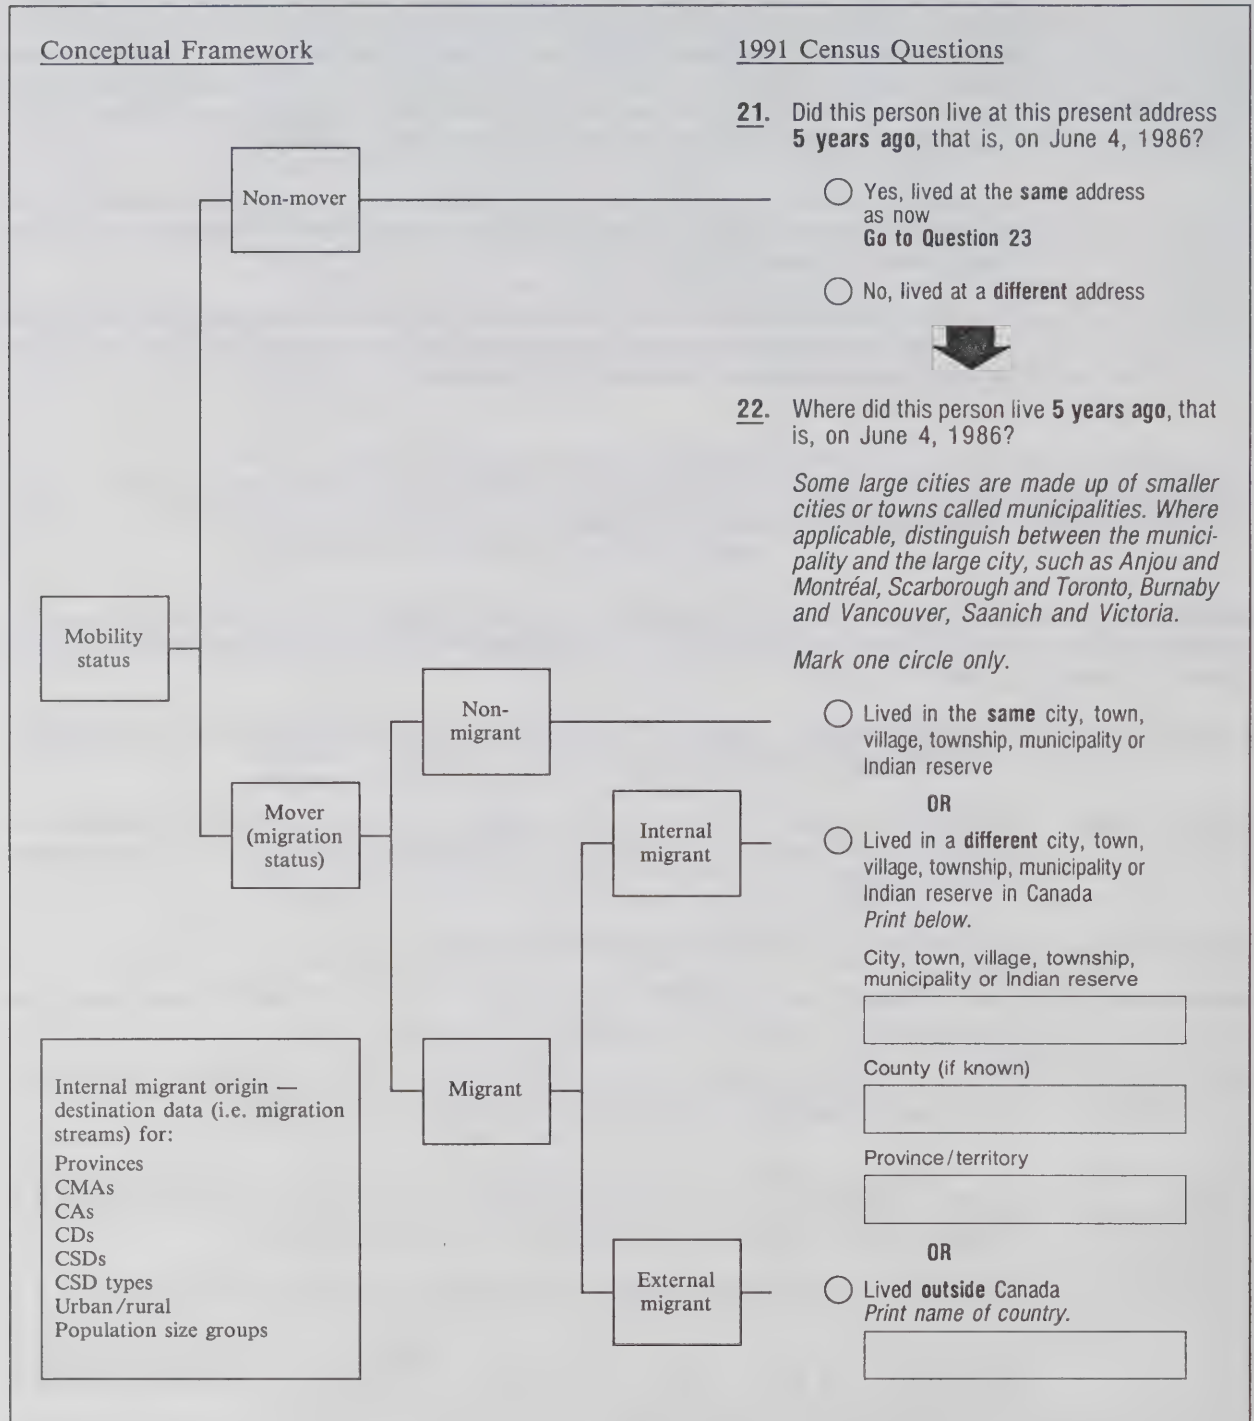 Conceptual Framework
1991 Census Questions
21. Did this person live at this present address
5 years ago, that is, on June 4, 1986?
Yes, lived at the same address
as now
Go to Question 23
No, lived at a different address
22. Where did this person live 5 years ago, that
is, on June 4, 1986?
Some large cities are made up of smaller
cities or towns called municipalities. Where
applicable, distinguish between the munici-
pality and the large city, such as Anjou and
Montréal, Scarborough and Toronto, Burnaby
and Vancouver, Saanich and Victoria.
Mark one circle only.
Lived in the same city, town,
village, township, municipality or
Indian reserve
OR
Lived in a different city, town,
village, township, municipality or
Indian reserve in Canada
Print below.
City, town, village, township,
municipality or Indian reserve
County (if known)
Province/territory
OR
Lived outside Canada
Print name of country.
Non-mover
Mobility
status
Mover
(migration
status)
Non-
migrant
Migrant
Internal
migrant
External
migrant
Internal migrant origin —
destination data (i.e. migration
streams) for:
Provinces
CMAs
CAs
CDs
CSDs
CSD types
Urban/rural
Population size groups